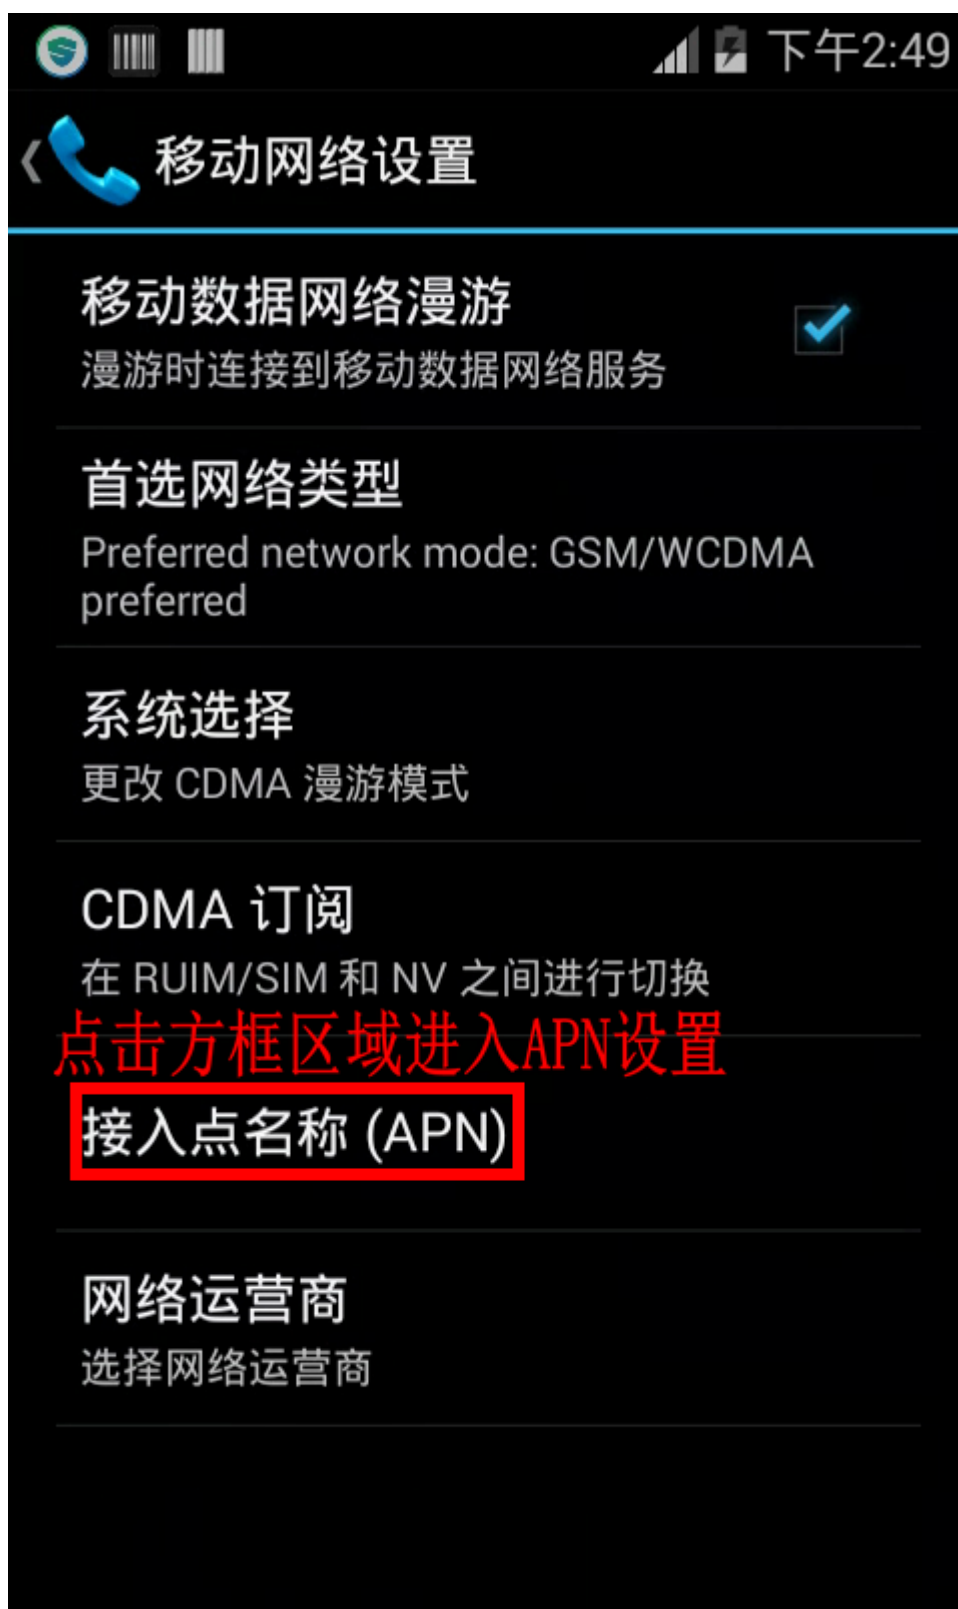 下午2:49
移动网络设置
移动数据网络漫游
漫游时连接到移动数据网络服务
首选网络类型
Preferred network mode: GSM/WCDMA
preferred
系统选择
更改 CDMA 漫游模式
CDMA 订阅
在 RUIM/SIM 和 NV 之间进行切换
点击方框区域进入APN设置
接入点名称 (APN)
网络运营商
选择网络运营商